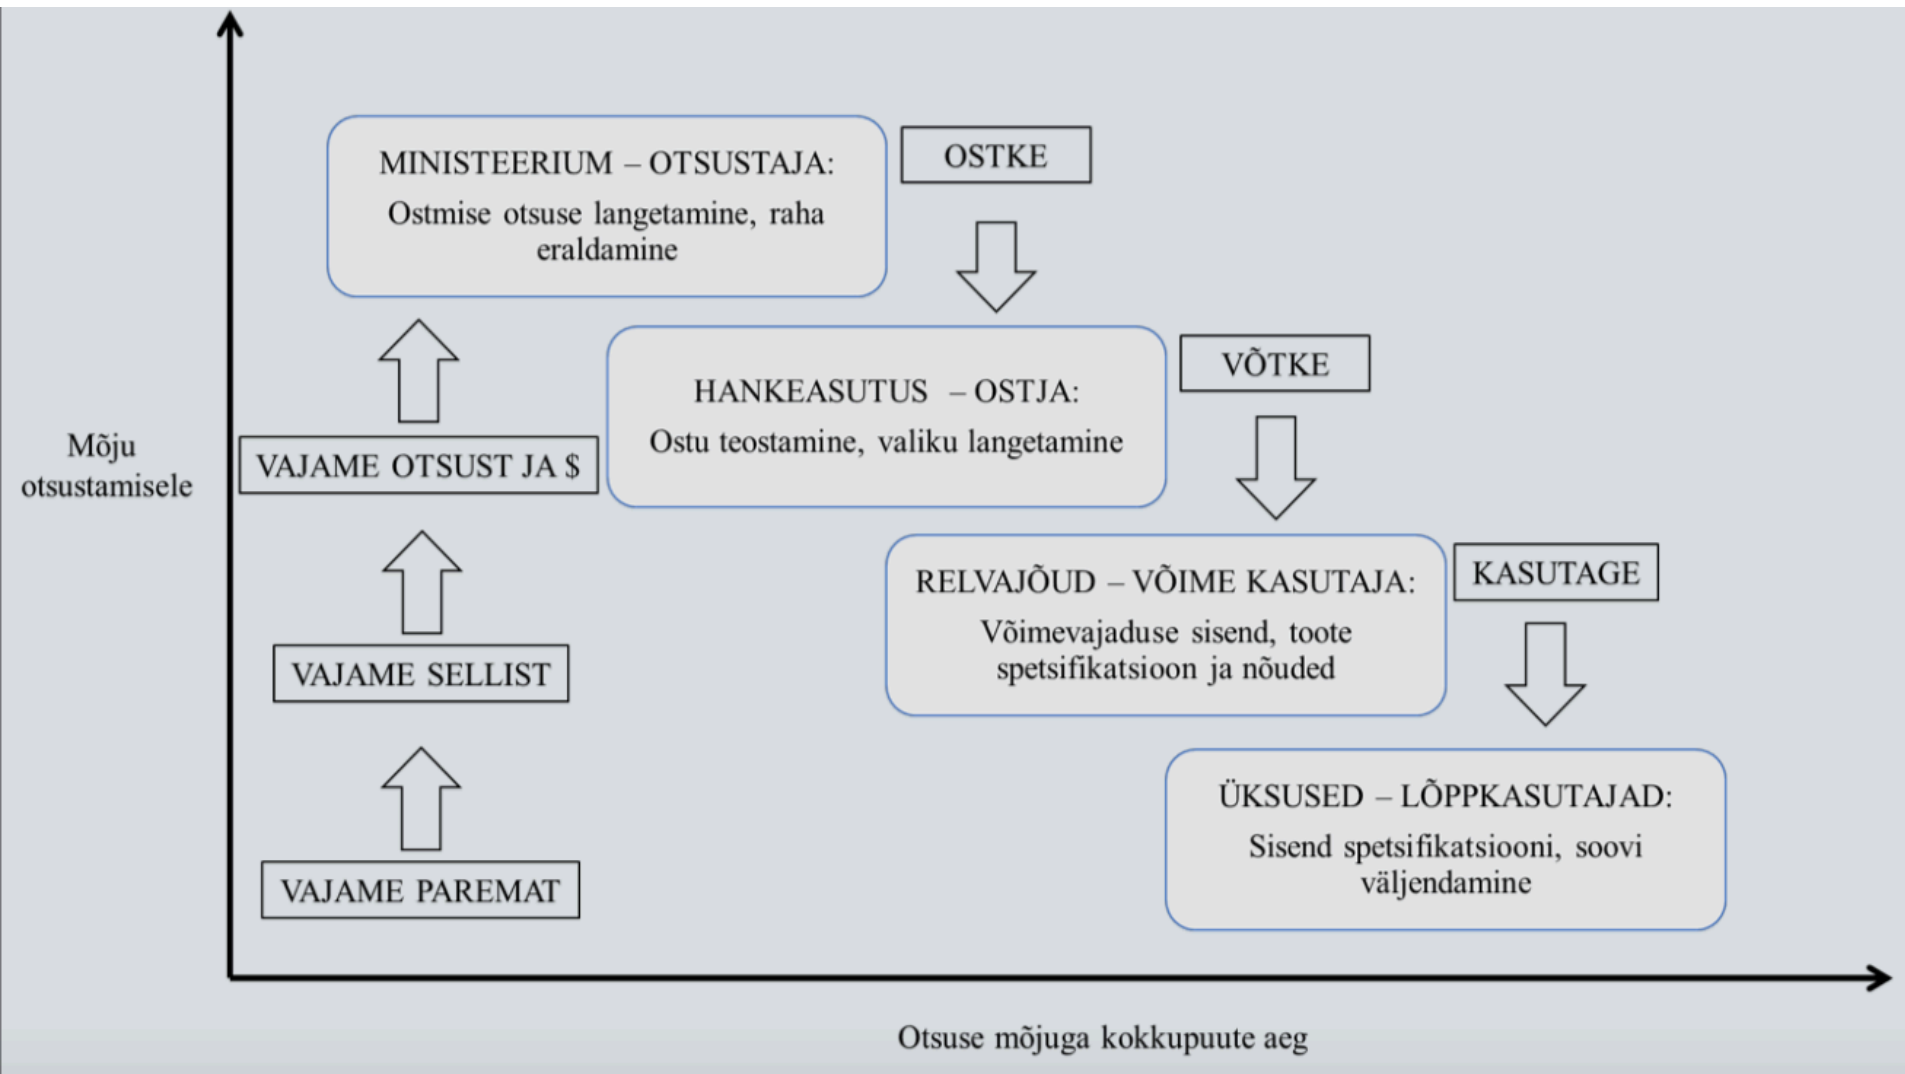 MINISTEERIUM – OTSUSTAJA:
Ostmise otsuse langetamine, raha
eraldamine
OSTKE
HANKEASUTUS – OSTJA:
Ostu teostamine, valiku langetamine
VÕTKE
Mõju
otsustamisele
VAJAME OTSUST JA $
RELVAJÕUD – VÕIME KASUTAJA:
Võimevajaduse sisend, toote
spetsifikatsioon ja nõuded
KASUTAGE
VAJAME SELLIST
ÜKSUSED – LÕPPKASUTAJAD:
Sisend spetsifikatsiooni, soovi
väljendamine
VAJAME PAREMAT
Otsuse mõjuga kokkupuute aeg